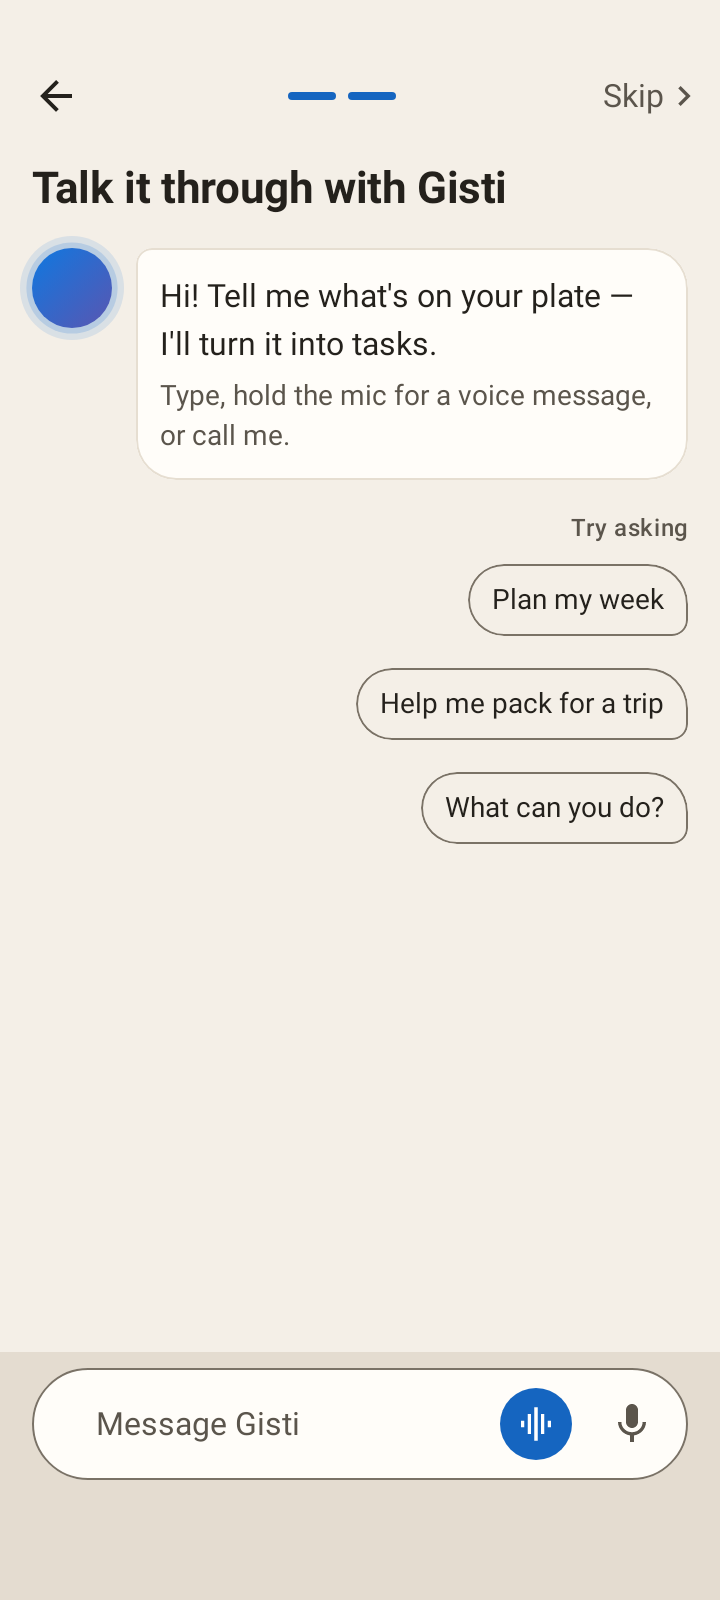 Skip
Talk it through with Gisti
Hi! Tell me what's on your plate —
I'll turn it into tasks.
Type, hold the mic for a voice message,
or call me.
Try asking
Plan my week
Help me pack for a trip
What can you do?
Message Gisti